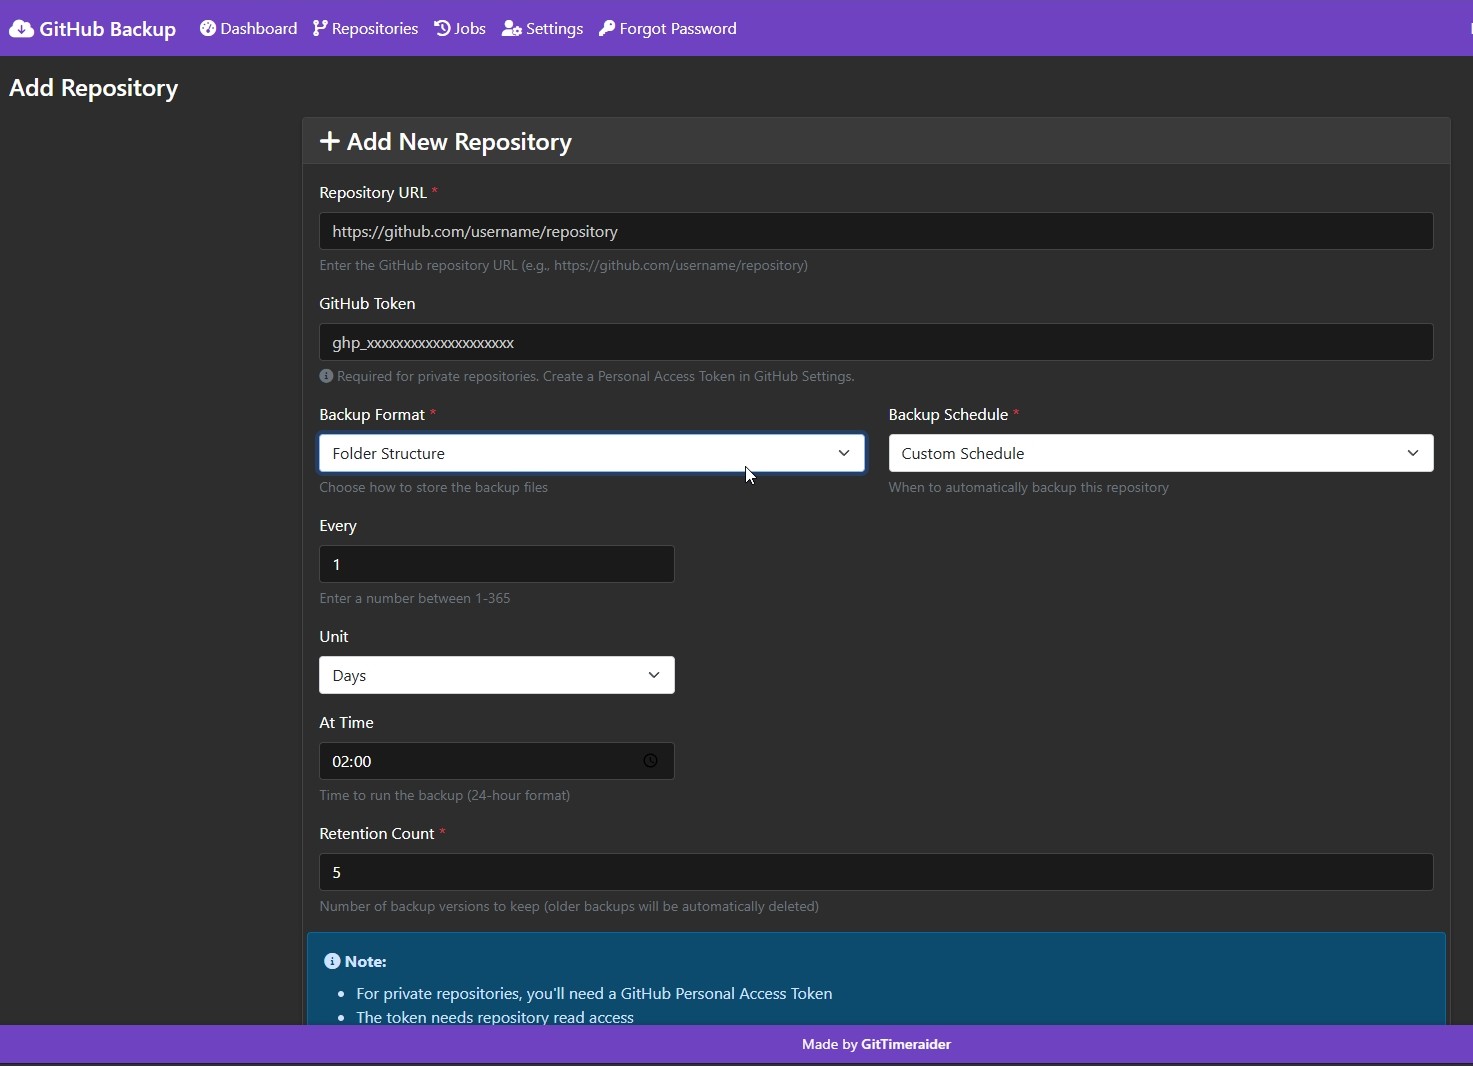 GitHub Backup Dashboard Repositories Jobs Settings Forgot Password
Add Repository
Add New Repository
Repository URL *
https://github.com/username/repository
Enter the GitHub repository URL (e.g., https://github.com/username/repository)
GitHub Token
ghp_xxxxxxxxxxxxxxxxxxxx
Required for private repositories. Create a Personal Access Token in GitHub Settings.
Backup Format * Backup Schedule *
Folder Structure Custom Schedule
Choose how to store the backup files When to automatically backup this repository
Every
1
Enter a number between 1-365
Unit
Days
At Time
02:00
Time to run the backup (24-hour format)
Retention Count *
5
Number of backup versions to keep (older backups will be automatically deleted)
Note:
• For private repositories, you'll need a GitHub Personal Access Token
• The token needs repository read access
Made by GitTimeraider